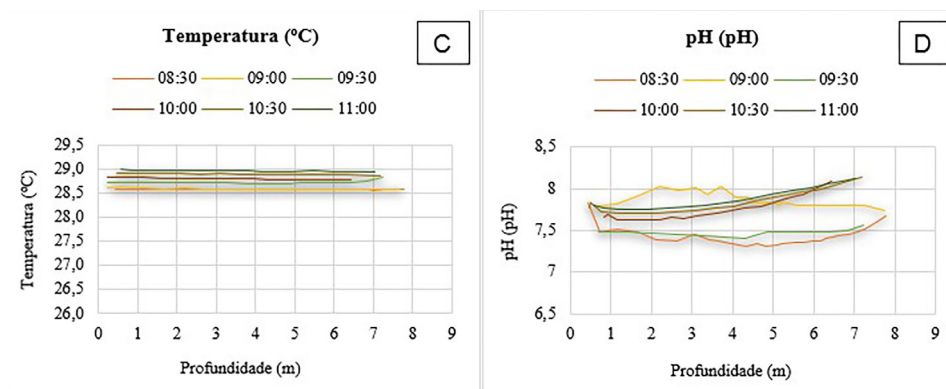 Temperatura (ºC)
C
08:30 09:00 09:30
10:00 10:30 11:00
29,5
29,0
28,5
28,0
27,5
27,0
26,5
26,0
Temperatura (ºC)
0 1 2 3 4 5 6 7 8 9
Profundidade (m)
pH (pH)
D
08:30 09:00 09:30
10:00 10:30 11:00
8,5
8
7,5
7
6,5
pH (pH)
0 1 2 3 4 5 6 7 8 9
Profundidade (m)